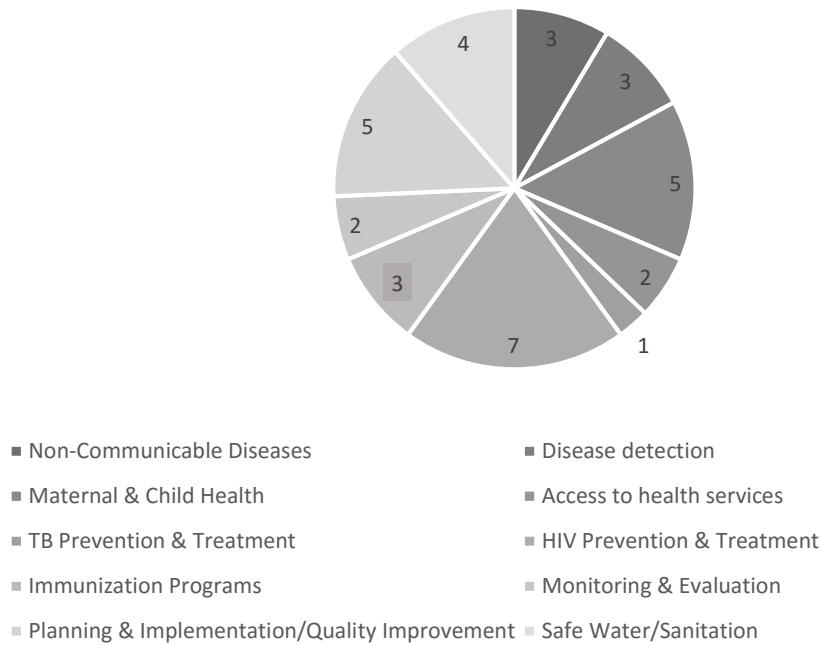 3
3
5
2
1
7
3
2
5
4
Non-Communicable Diseases
Disease detection
Maternal & Child Health
Access to health services
TB Prevention & Treatment
HIV Prevention & Treatment
Immunization Programs
Monitoring & Evaluation
Planning & Implementation/Quality Improvement
Safe Water/Sanitation